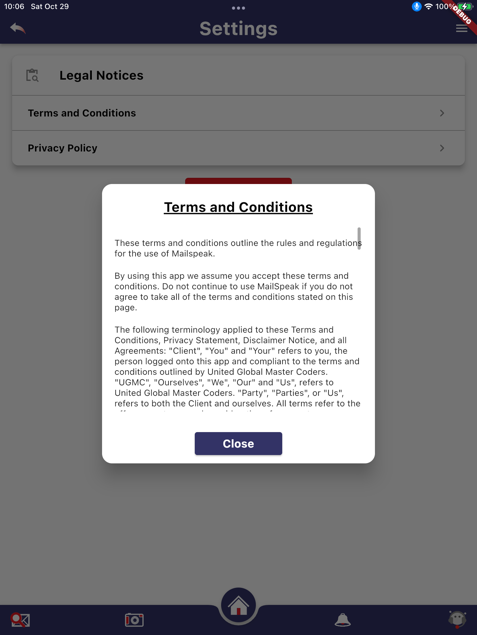 10:06 Sat Oct 29
100%
DEBUG
Settings
Legal Notices
Terms and Conditions
Privacy Policy
Terms and Conditions
These terms and conditions outline the rules and regulations
for the use of Mailspeak.
By using this app we assume you accept these terms and
conditions. Do not continue to use MailSpeak if you do not
agree to take all of the terms and conditions stated on this
page.
The following terminology applied to these Terms and
Conditions, Privacy Statement, Disclaimer Notice, and all
Agreements: "Client", "You" and "Your" refers to you, the
person logged onto this app and compliant to the terms and
conditions outlined by United Global Master Coders.
"UGMC", "Ourselves", "We", "Our" and "Us", refers to
United Global Master Coders. "Party", "Parties", or "Us",
refers to both the Client and ourselves. All terms refer to the
Close